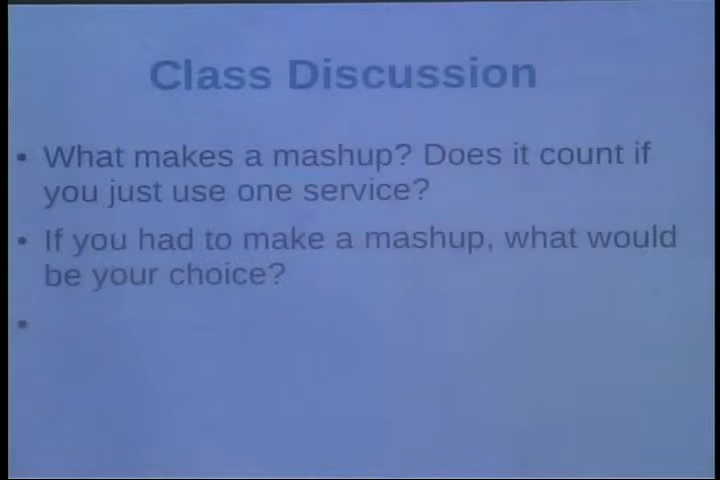 Class Discussion
• What makes a mashup? Does it count if
you just use one service?
• If you had to make a mashup, what would
be your choice?
•